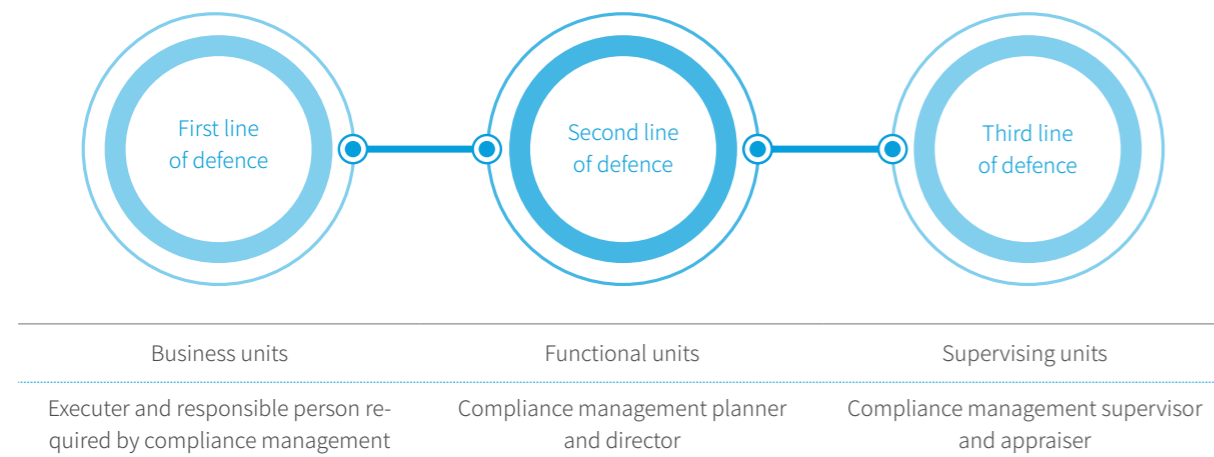 First line
of defence
Second line
of defence
Third line
of defence
Business units
Functional units
Supervising units
Executer and responsible person re-
quired by compliance management
Compliance management planner
and director
Compliance management supervisor
and appraiser